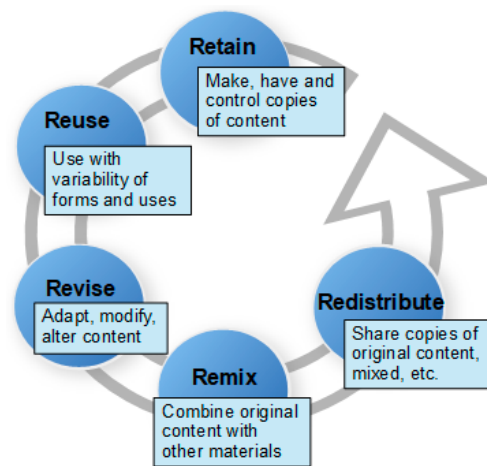 Retain
Make, have and
control copies
of content
Reuse
Use with
variability of
forms and uses
Revise
Adapt, modify,
alter content
Remix
Combine original
content with
other materials
Redistribute
Share copies of
original content,
mixed, etc.